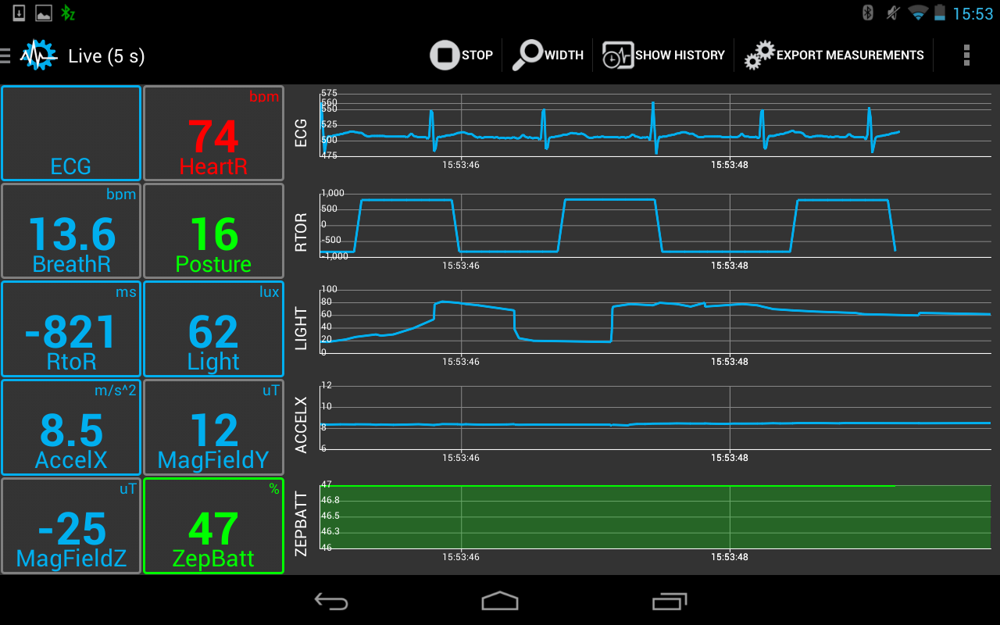 15:53
Live (5 s)
STOP
WIDTH
SHOW HISTORY
EXPORT MEASUREMENTS
ECG
bpm
74
HeartR
bpm
13.6
BreathR
16
Posture
ms
-821
RtoR
lux
62
Light
m/s^2
8.5
AccelX
uT
12
MagFieldY
uT
-25
MagFieldZ
%
47
ZepBatt
ECG
575
560
550
525
500
475
15:53:46 15:53:48
RTOR
1,000
500
0
-500
-1,000
15:53:46 15:53:48
LIGHT
100
80
60
40
20
0
15:53:46 15:53:48
ACCELX
12
10
8
6
15:53:46 15:53:48
ZEPBATT
47
46.8
46.5
46.3
46
15:53:46 15:53:48